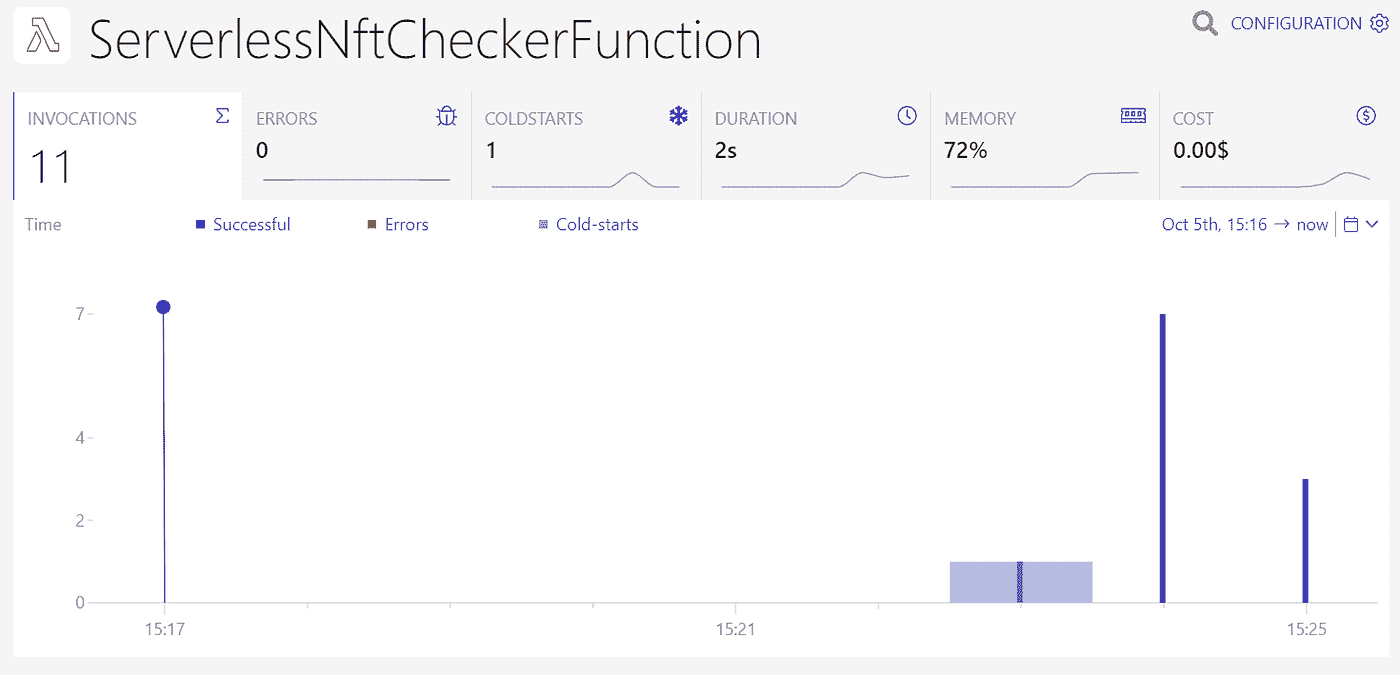 ServerlessNftCheckerFunction
CONFIGURATION
INVOCATIONS
11
ERRORS
0
COLDSTARTS
1
DURATION
2s
MEMORY
72%
COST
0.00$
Time
Successful
Errors
Cold-starts
Oct 5th, 15:16 → now
7
4
2
0
15:17
15:21
15:25